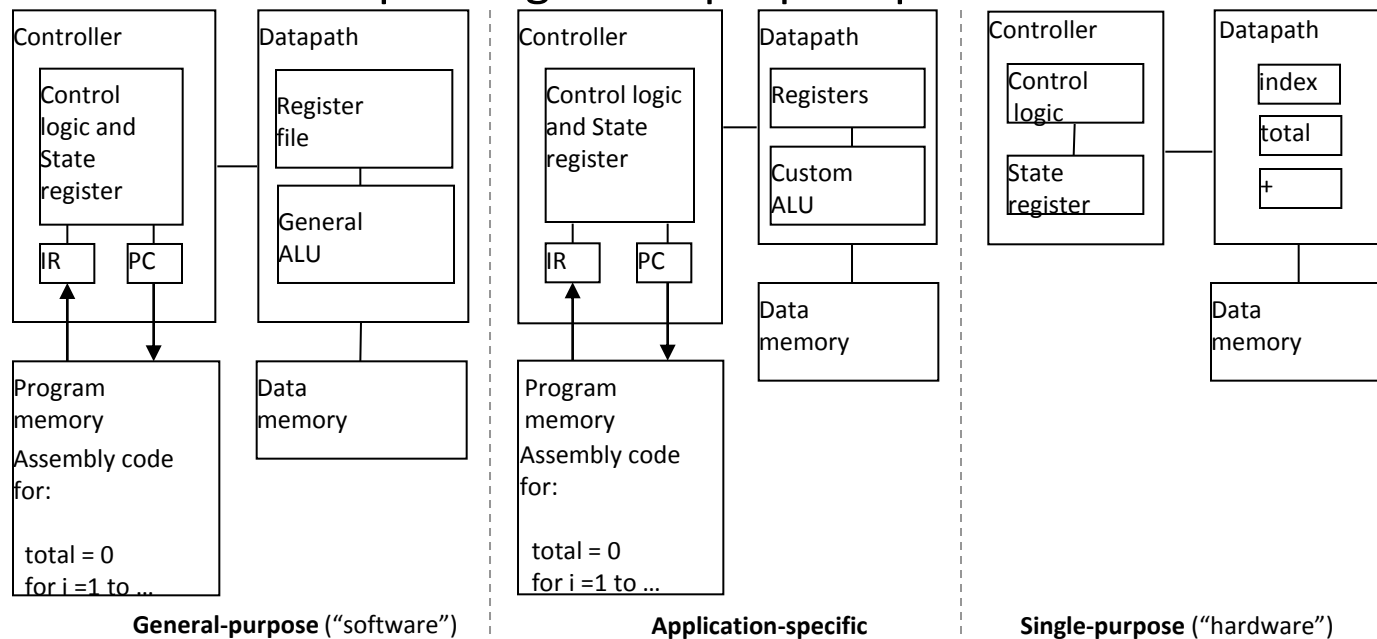 Controller
Control
logic and
State
register
IR
PC
Datapath
Register
file
General
ALU
Program
memory
Assembly code
for:
total = 0
for i =1 to ...
Data
memory
General-purpose (“software”)
Controller
Control logic
and State
register
IR
PC
Datapath
Registers
Custom
ALU
Data
memory
Program
memory
Assembly code
for:
total = 0
for i =1 to ...
Application-specific
Controller
Control
logic
State
register
Datapath
index
total
+
Data
memory
Single-purpose (“hardware”)